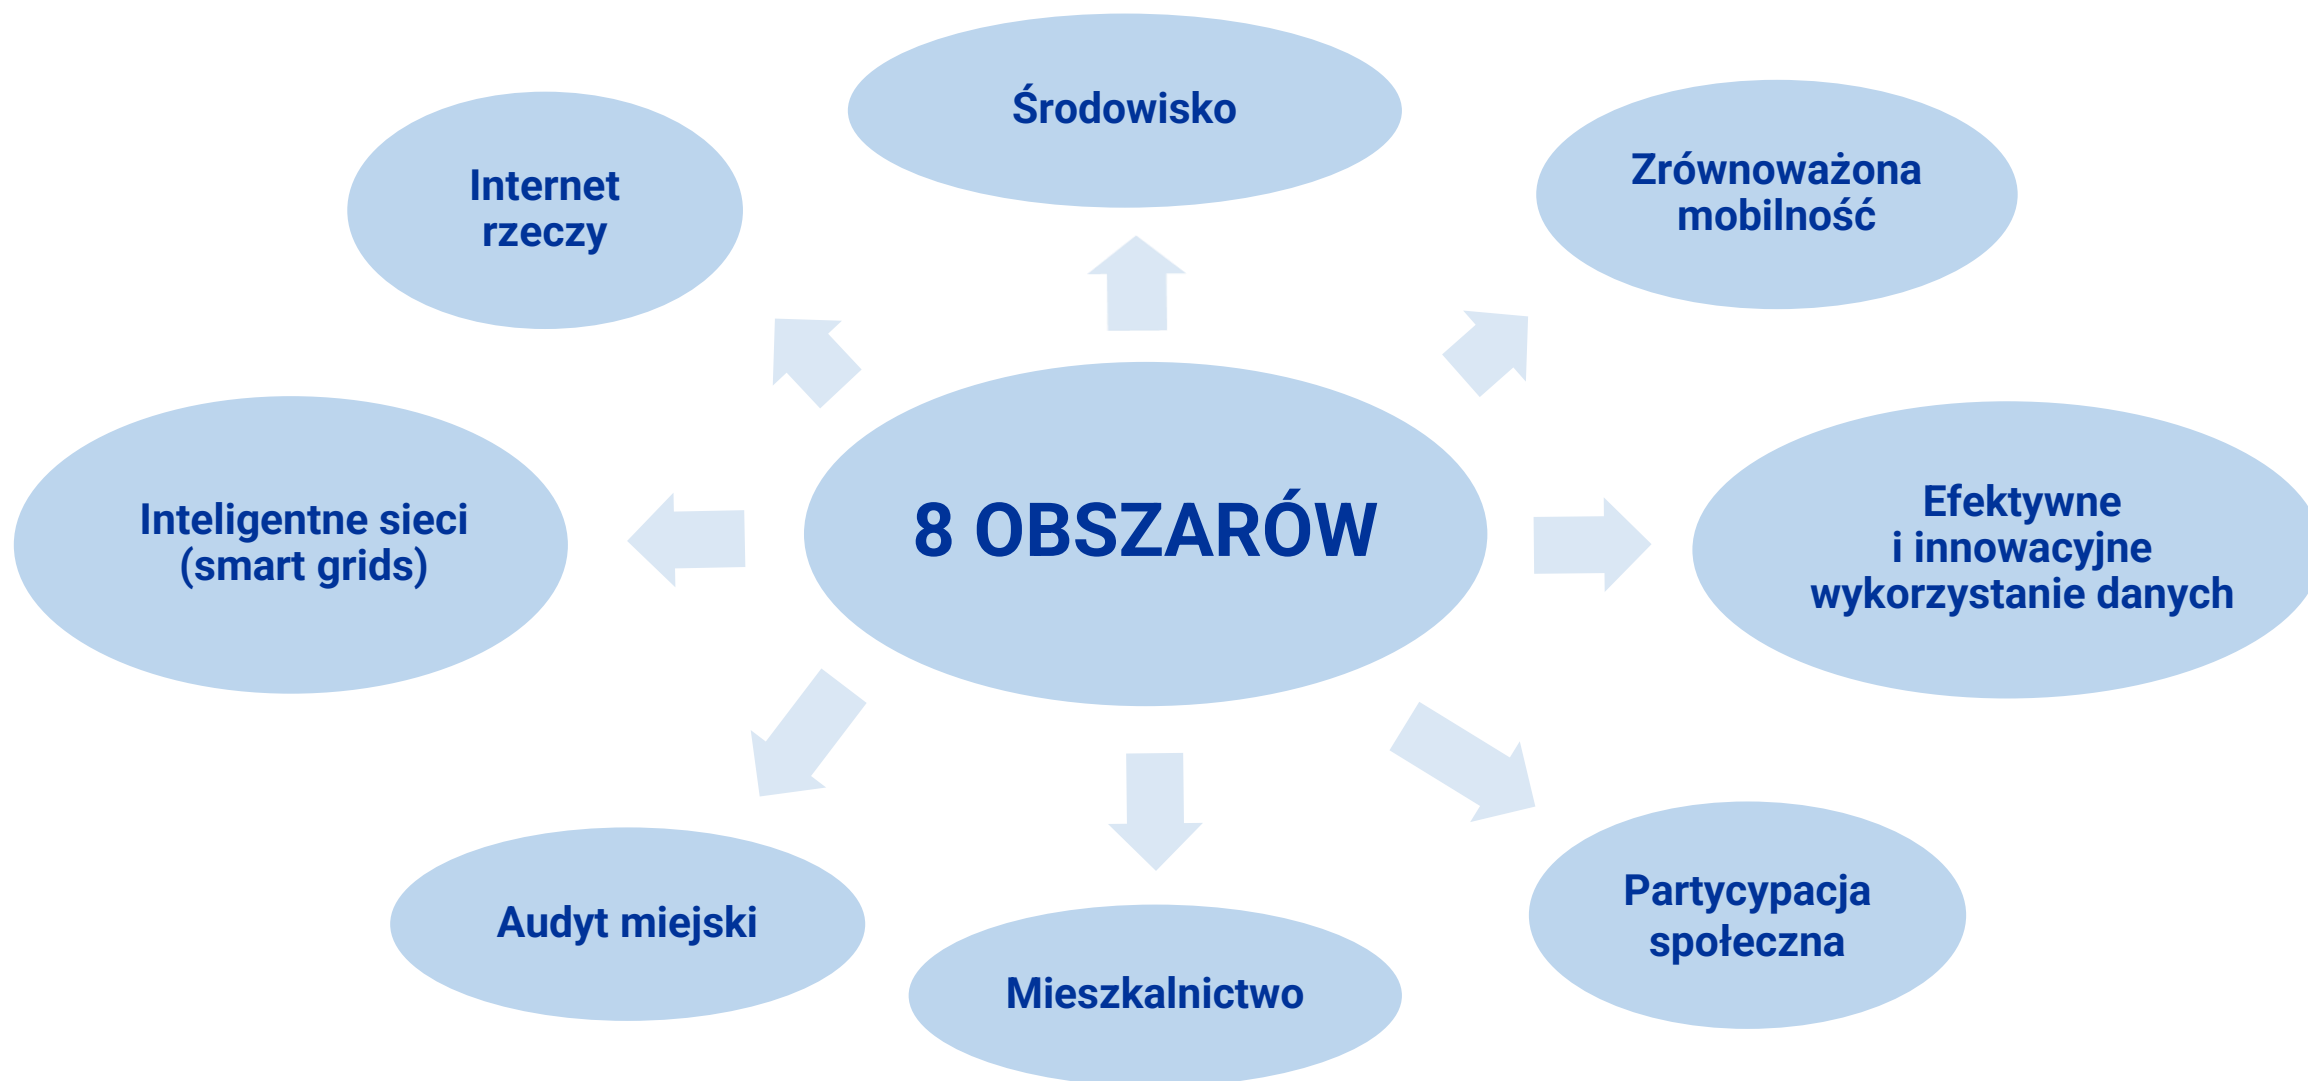 Środowisko
Internet
rzeczy
Zrównoważona
mobilność
Inteligentne sieci
(smart grids)
8 OBSZARÓW
Efektywne
i innowacyjne
wykorzystanie danych
Audyt miejski
Mieszkalnictwo
Partycypacja
społeczna